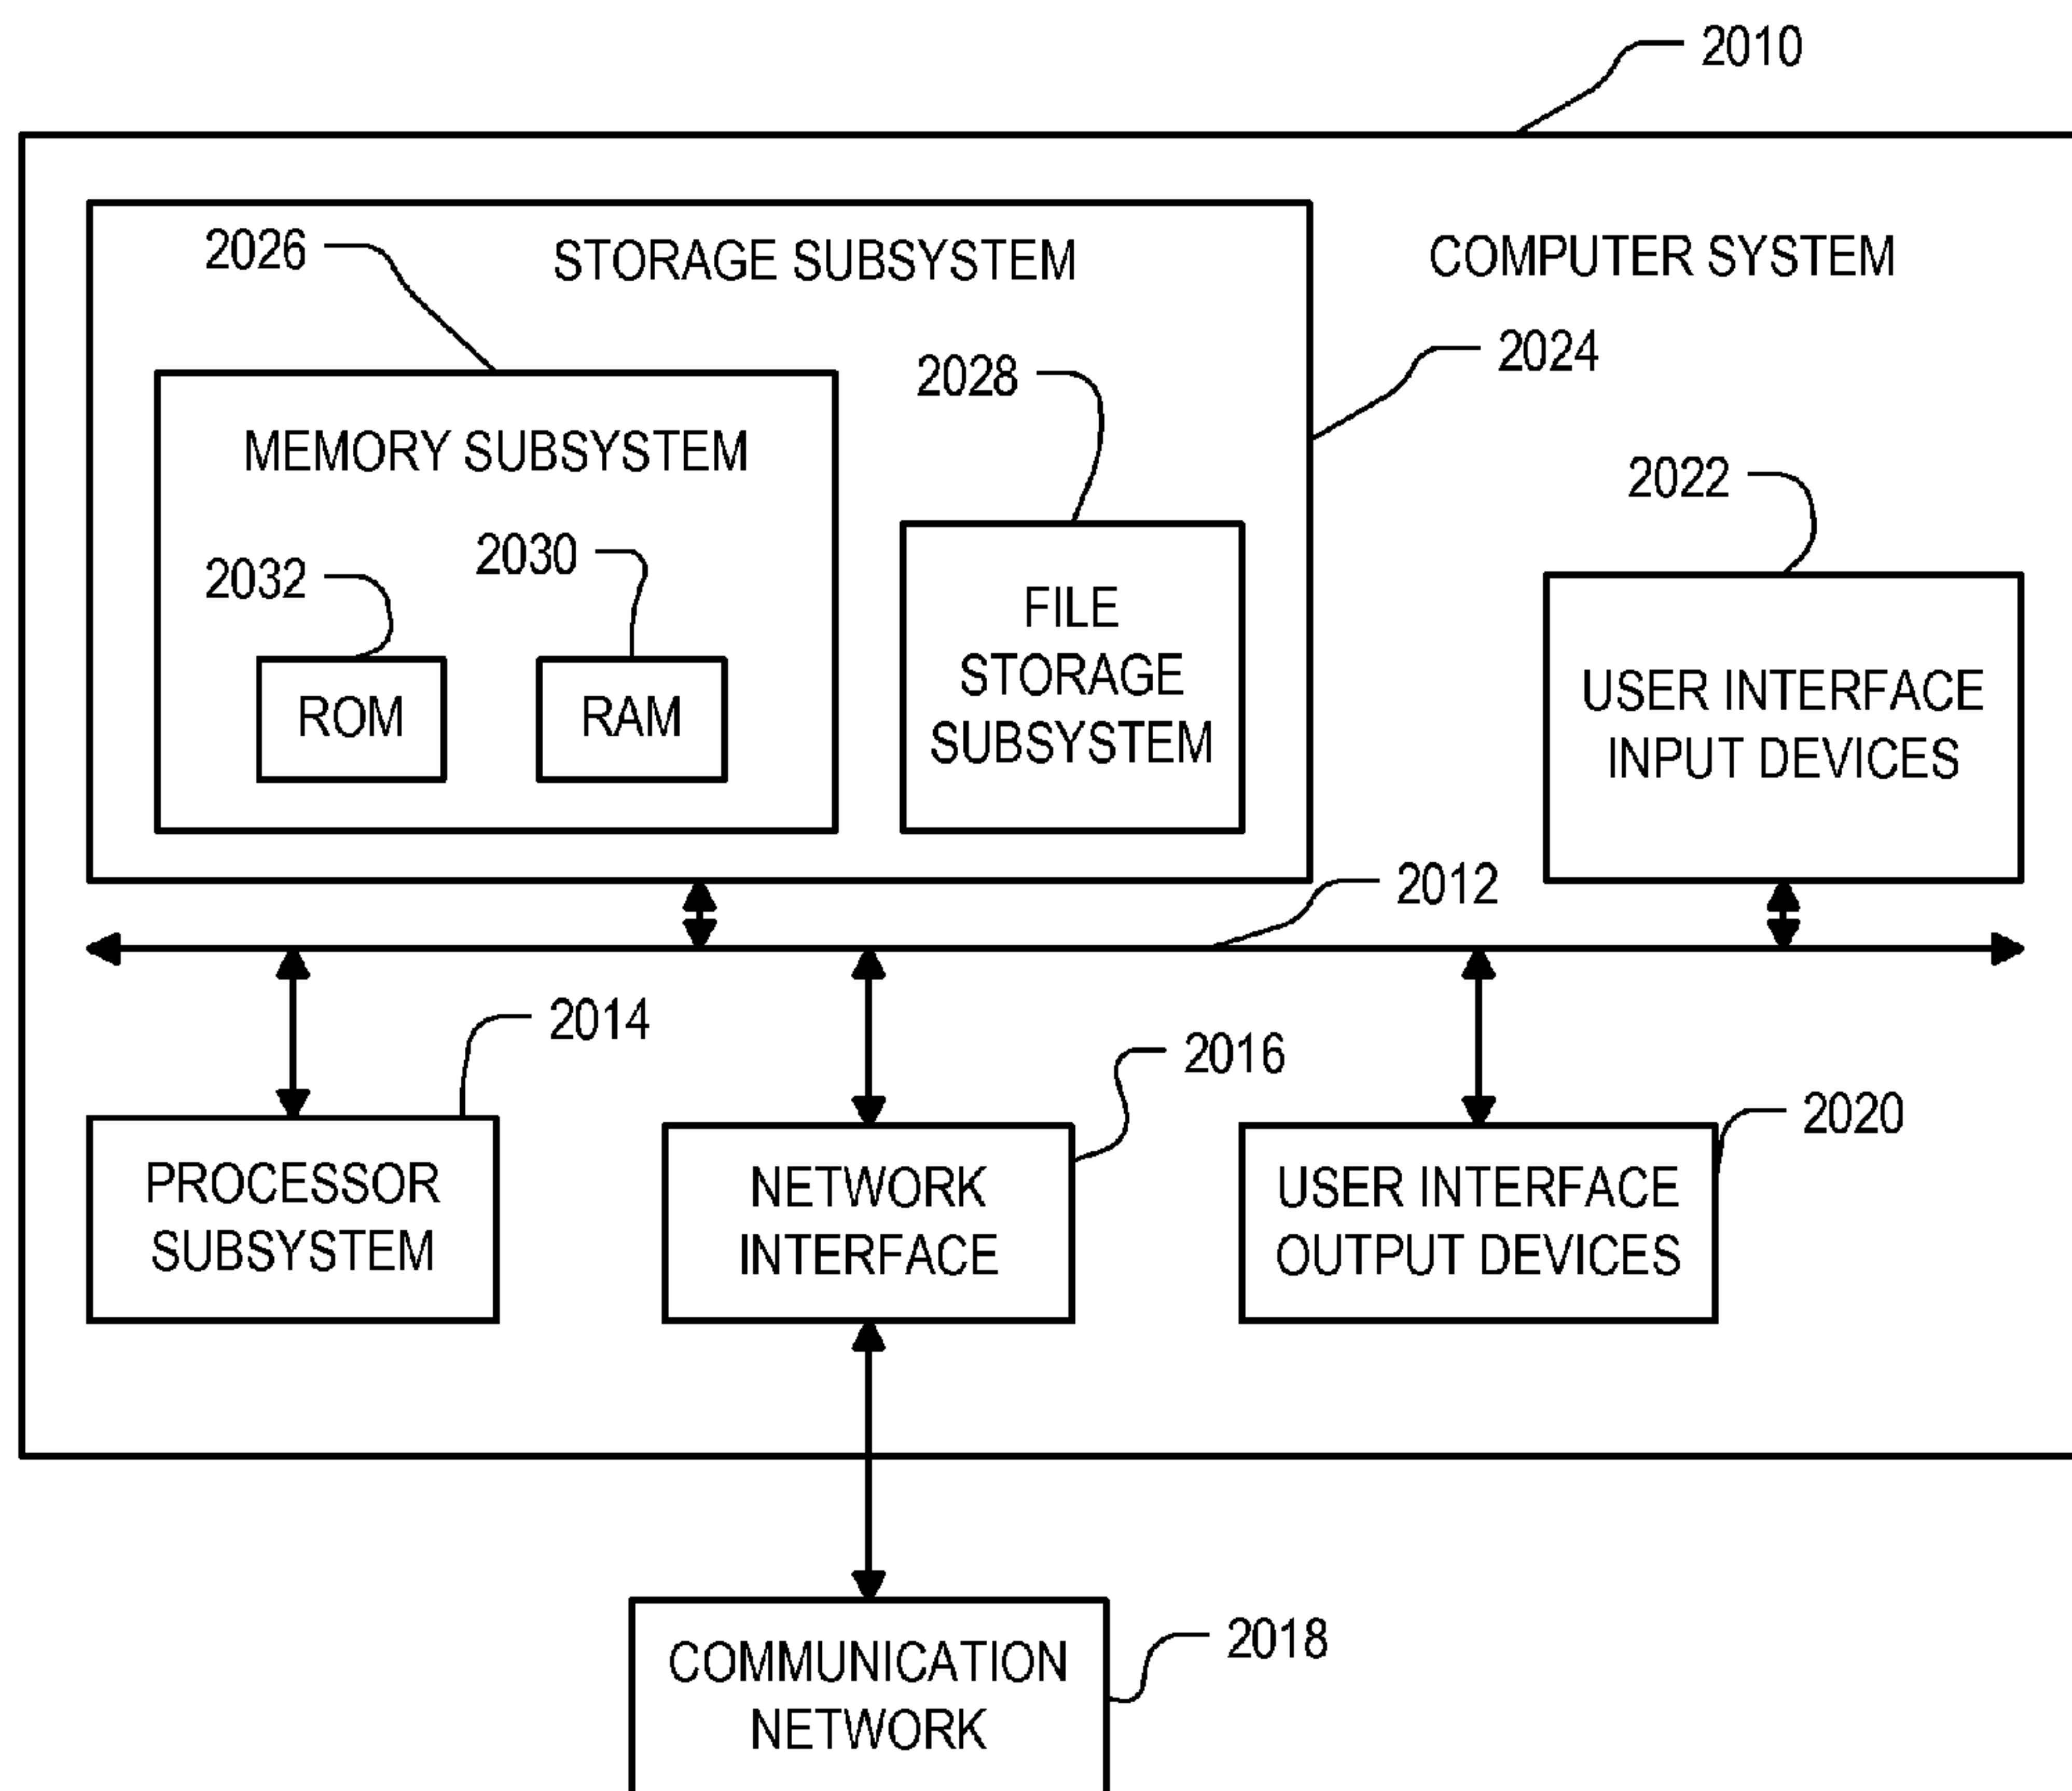 2010
2026
STORAGE SUBSYSTEM
COMPUTER SYSTEM
2024
2028
MEMORY SUBSYSTEM
2022
2032
2030
FILE
STORAGE
SUBSYSTEM
ROM
RAM
USER INTERFACE
INPUT DEVICES
2012
2014
2016
2020
PROCESSOR
SUBSYSTEM
NETWORK
INTERFACE
USER INTERFACE
OUTPUT DEVICES
2018
COMMUNICATION
NETWORK